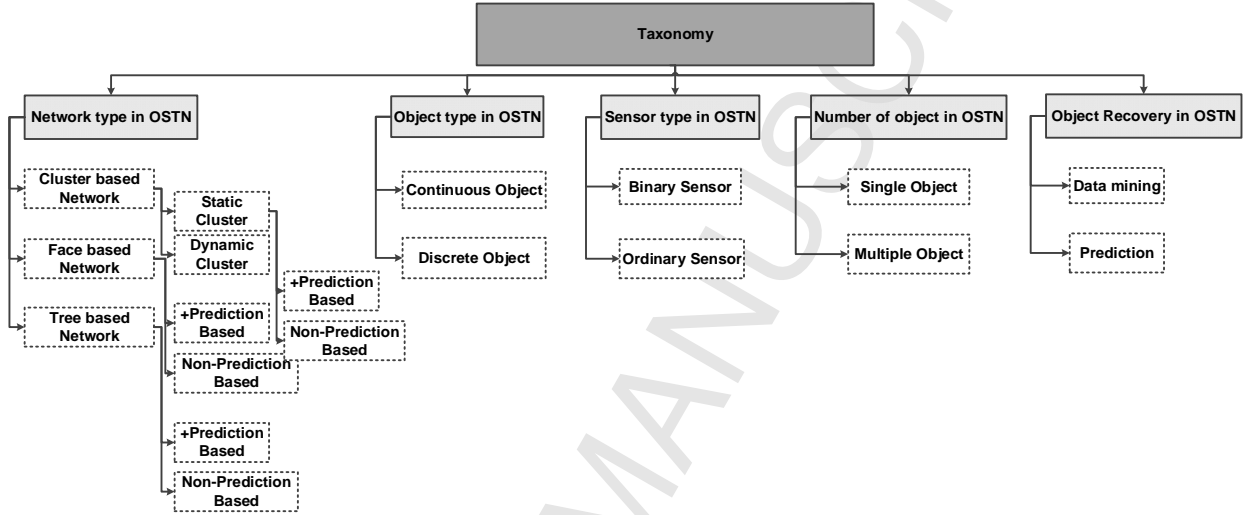 Taxonomy
Network type in OSTN
Object type in OSTN
Sensor type in OSTN
Number of object in OSTN
Object Recovery in OSTN
Cluster based
Network
Static
Cluster
Dynamic
Cluster
+Prediction
Based
Non-Prediction
Based
Face based
Network
+Prediction
Based
Non-Prediction
Based
Tree based
Network
+Prediction
Based
Non-Prediction
Based
Continuous Object
Discrete Object
Binary Sensor
Ordinary Sensor
Single Object
Multiple Object
Data mining
Prediction
MANUSC